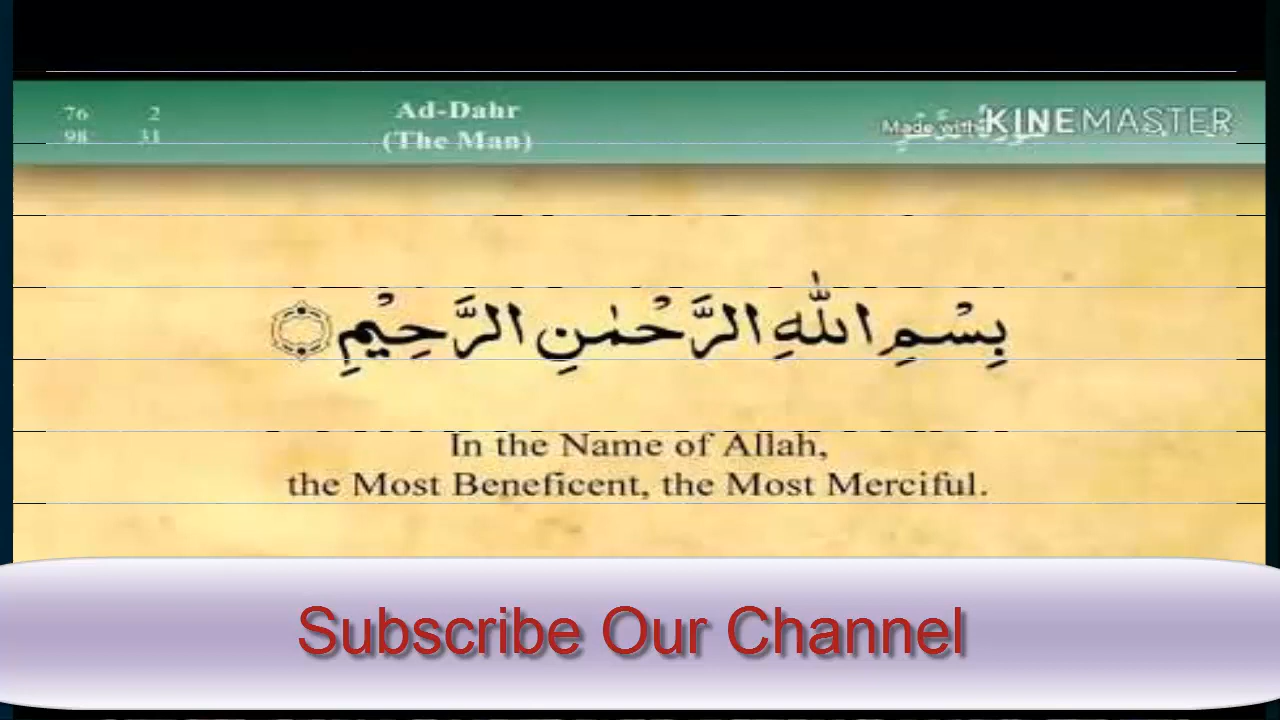 76 2
98 31
Ad-Dahr
(The Man)
Made with KINEMASTER
بِسْمِ اللّٰهِ الرَّحْمٰنِ الرَّحِيْمِ
In the Name of Allah,
the Most Beneficent, the Most Merciful.
Subscribe Our Channel